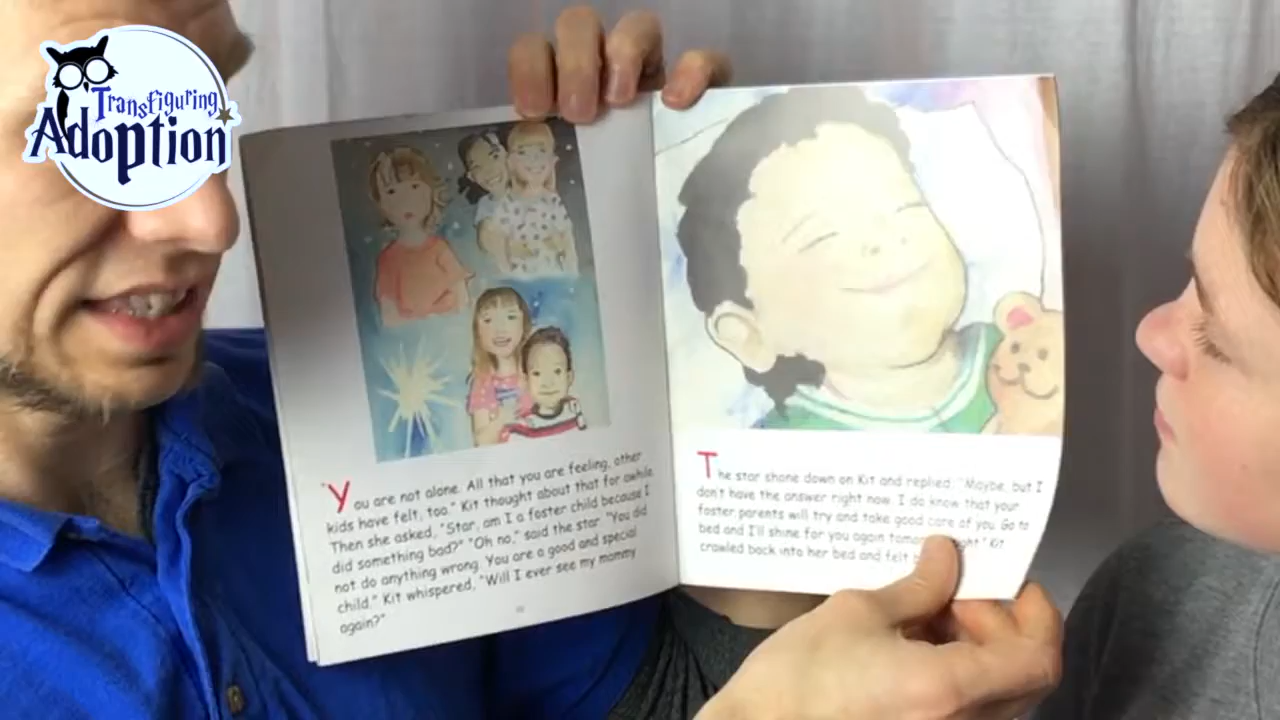 Transfiguring
Adoption
"You are not alone. All that you are feeling, other
kids have felt, too." Kit thought about that for awhile.
Then she asked, "Star, am I a foster child because I
did something bad?" "Oh no," said the star. "You did
not do anything wrong. You are a good and special
child." Kit whispered, "Will I ever see my mommy
again?"
The star shone down on Kit and replied, "Maybe, but I
don't have the answer right now. I do know that your
foster parents will try and take good care of you. Go to
bed and I'll shine for you again Kit
crawled back into her bed and felt